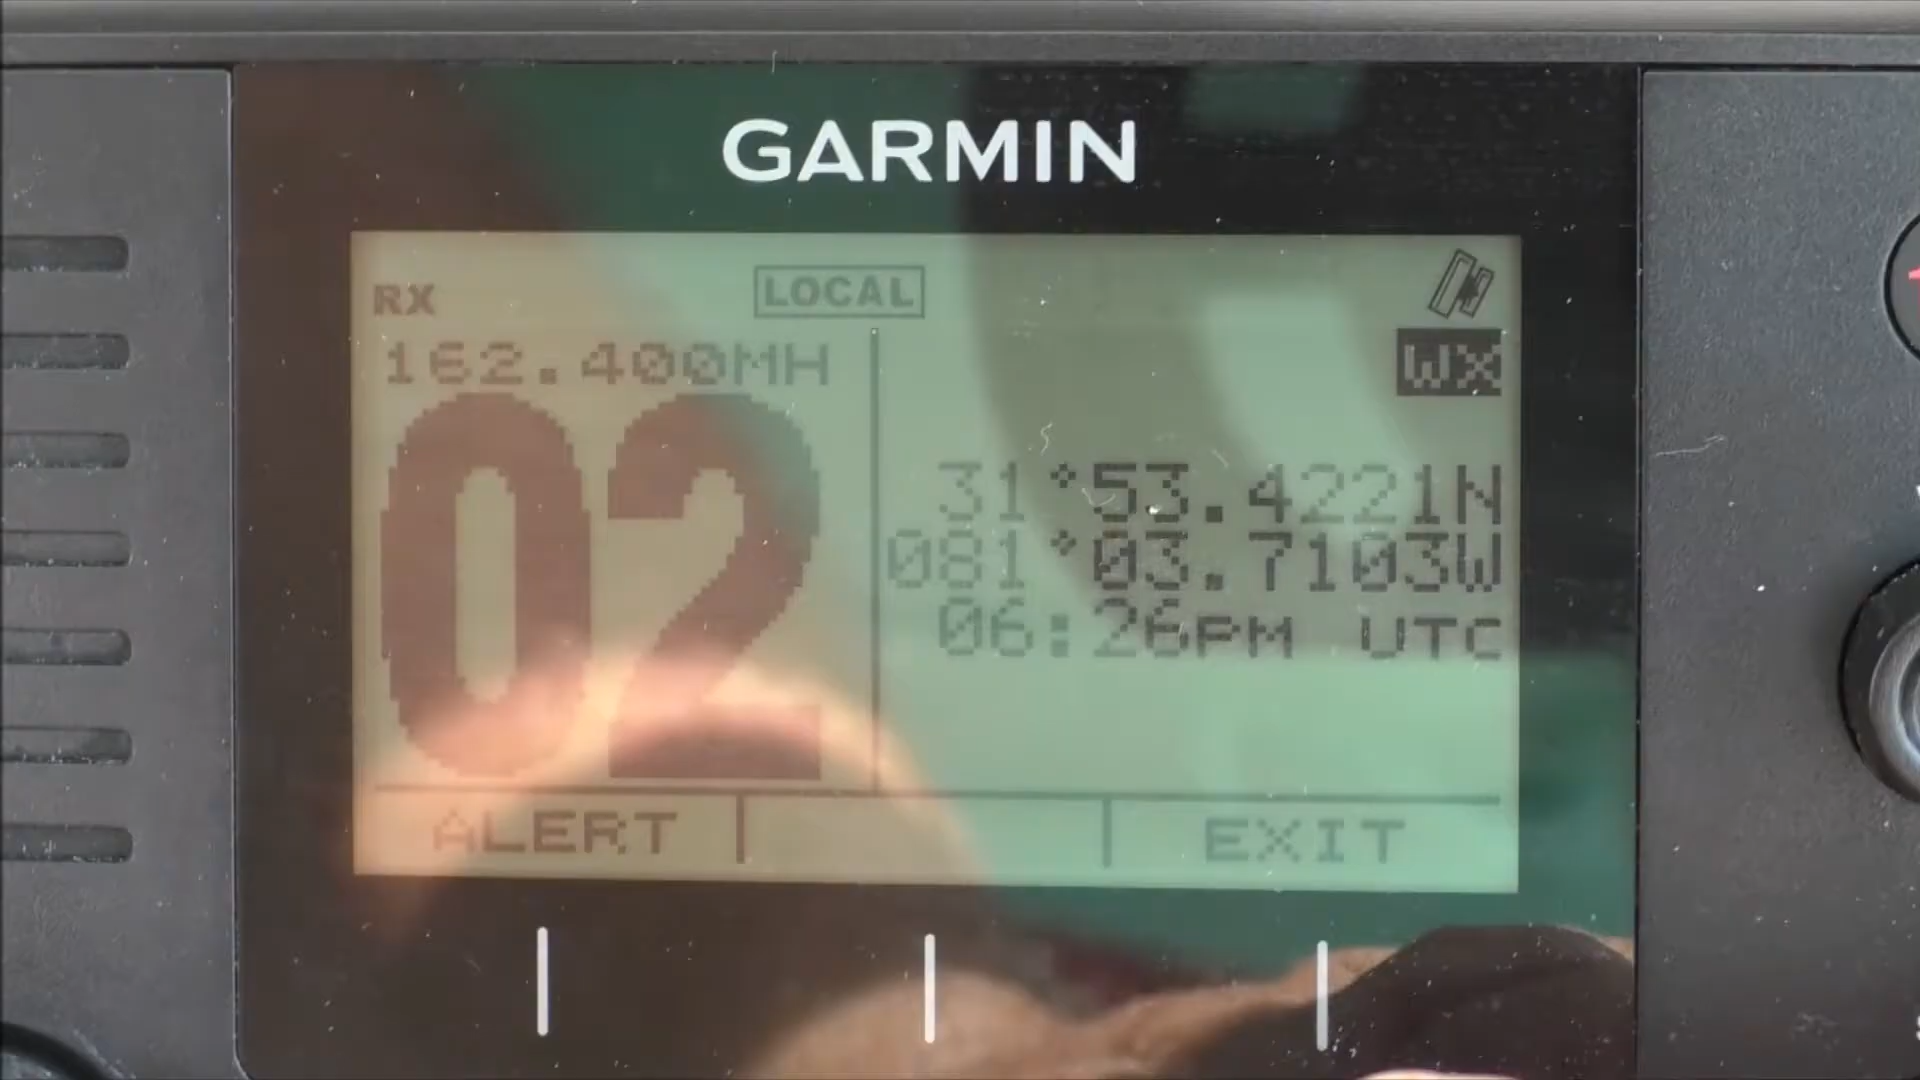 GARMIN
RX LOCAL
162.400MH
WX
02
31°53.4221N
081°03.7103W
06:26PM UTC
ALERT EXIT